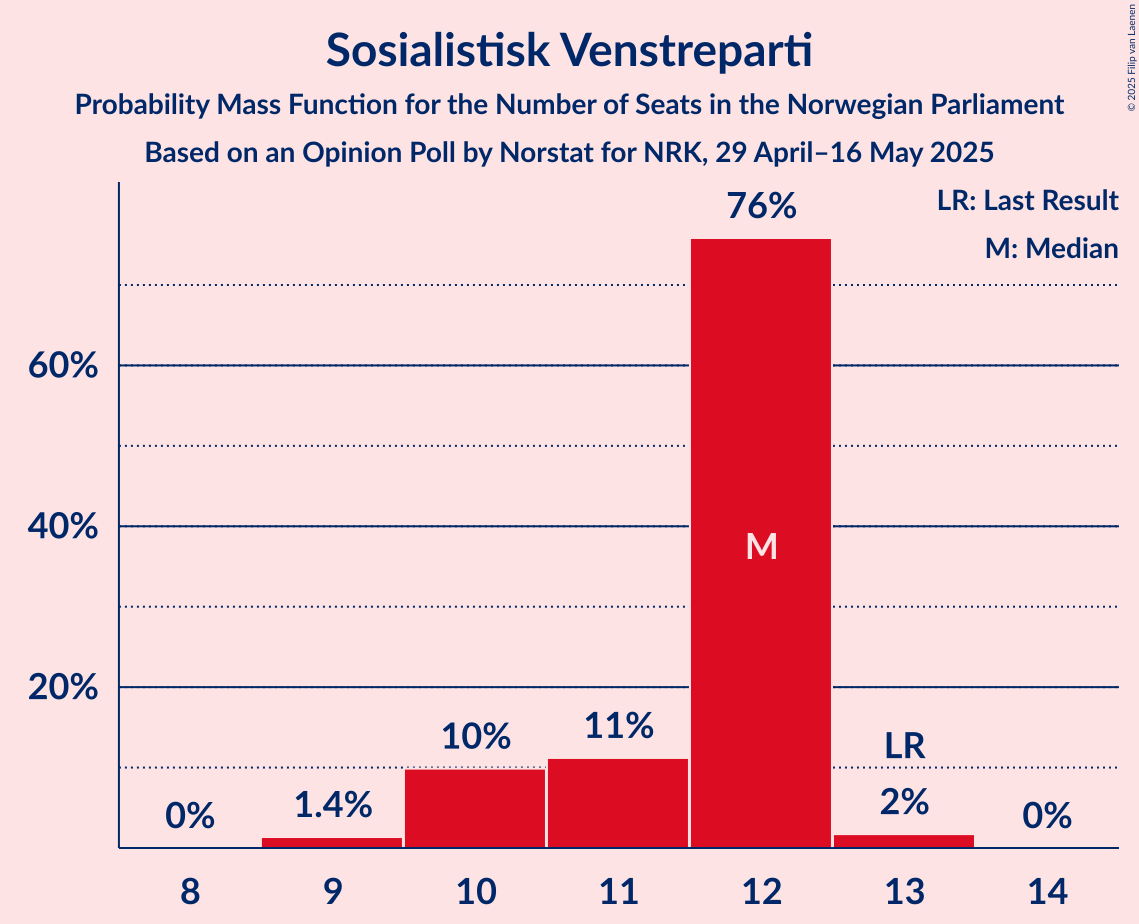 Sosialistisk Venstreparti
Probability Mass Function for the Number of Seats in the Norwegian Parliament
Based on an Opinion Poll by Norstat for NRK, 29 April–16 May 2025
© 2025 Filip van Laenen
LR: Last Result
M: Median
76%
60%
40%
M
20%
11%
10%
LR
2%
1.4%
0%
0%
8 9 10 11 12 13 14